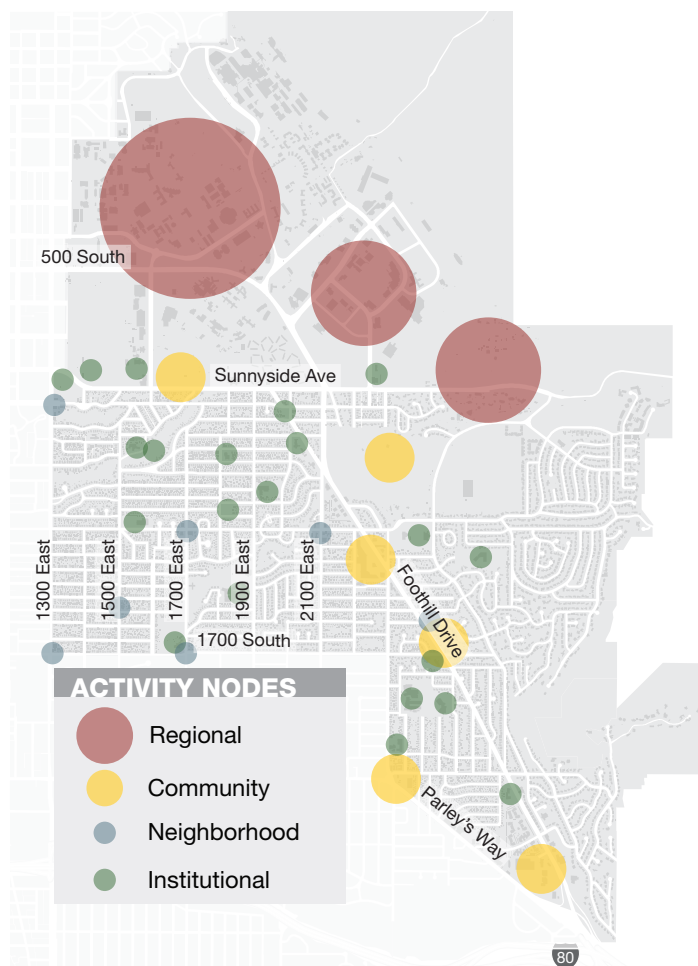 500 South
Sunnyside Ave
1300 East
1500 East
1700 East
1900 East
2100 East
Foothill Drive
1700 South
ACTIVITY NODES
Regional
Community
Neighborhood
Institutional
Parley's Way
80